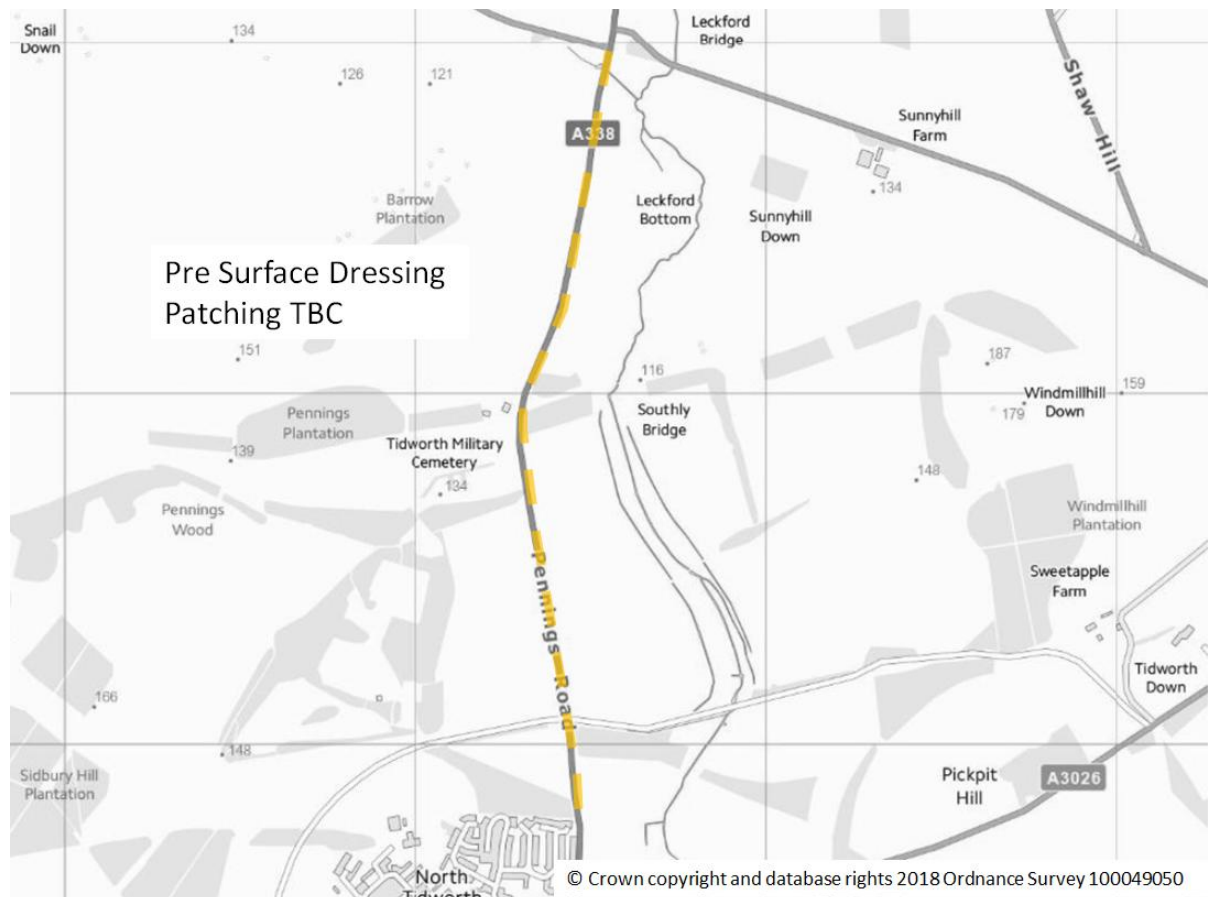 Snail
Down
134
126
121
Leckford
Bridge
Shaw Hill
A338
Sunnyhill
Farm
134
Barrow
Plantation
Leckford
Bottom
Sunnyhill
Down
Pre Surface Dressing
Patching TBC
151
116
187
159
Windmillhill
Down
179
Pennings
Plantation
Southly
Bridge
Tidworth Military
Cemetery
139
134
148
Pennings
Wood
Windmillhill
Plantation
Pennings Road
Sweetapple
Farm
Tidworth
Down
166
148
Sidbury Hill
Plantation
Pickpit
Hill
A3026
North
Tidworth
© Crown copyright and database rights 2018 Ordnance Survey 100049050